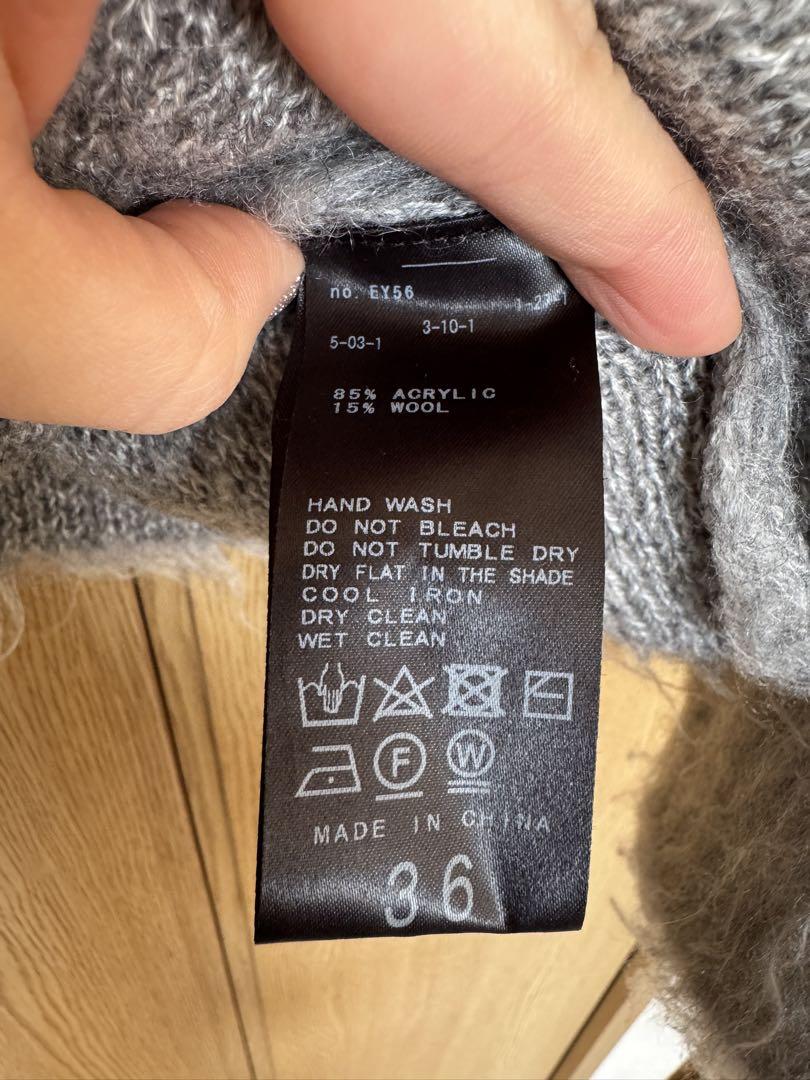 no. EY56
1-27-1
3-10-1
5-03-1
85% ACRYLIC
15% WOOL
HAND WASH
DO NOT BLEACH
DO NOT TUMBLE DRY
DRY FLAT IN THE SHADE
COOL IRON
DRY CLEAN
WET CLEAN
F W
MADE IN CHINA
36